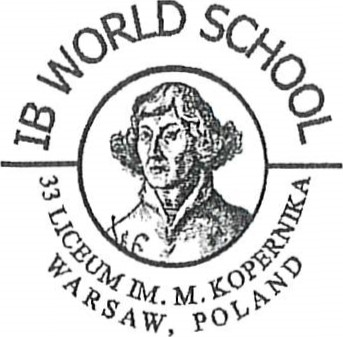 IB WORLD SCHOOL
33 LICEUM IM. M. KOPERNIKA
WARSAW, POLAND